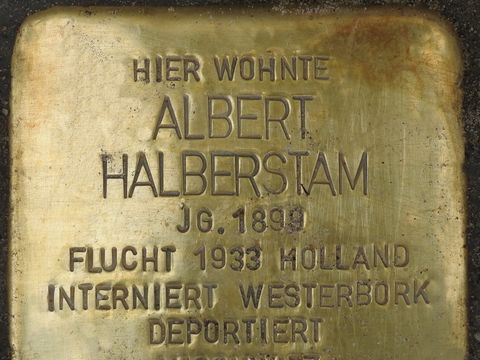 HIER WOHNTE
ALBERT
HALBERSTAM
JG. 1899
FLUCHT 1933 HOLLAND
INTERNIERT WESTERBORK
DEPORTIERT